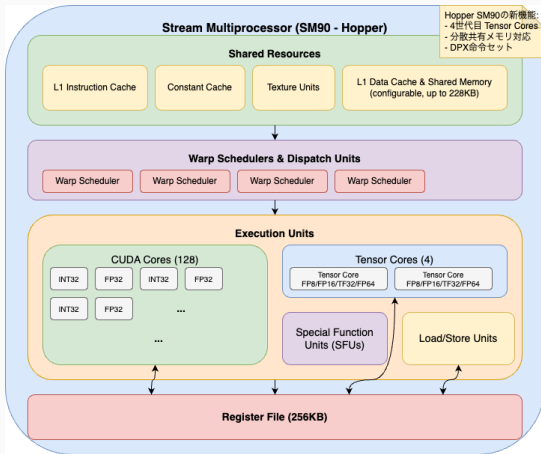 Stream Multiprocessor (SM90 - Hopper)
Hopper SM90の新機能:
- 4世代目 Tensor Cores
- 分散共有メモリ対応
- DPX命令セット
Shared Resources
L1 Instruction Cache
Constant Cache
Texture Units
L1 Data Cache & Shared Memory
(configurable, up to 228KB)
Warp Schedulers & Dispatch Units
Warp Scheduler
Warp Scheduler
Warp Scheduler
Warp Scheduler
Execution Units
CUDA Cores (128)
INT32
FP32
INT32
FP32
INT32
FP32
...
...
Tensor Cores (4)
Tensor Core
FP8/FP16/TF32/FP64
Tensor Core
FP8/FP16/TF32/FP64
Special Function
Units (SFUs)
Load/Store Units
Register File (256KB)